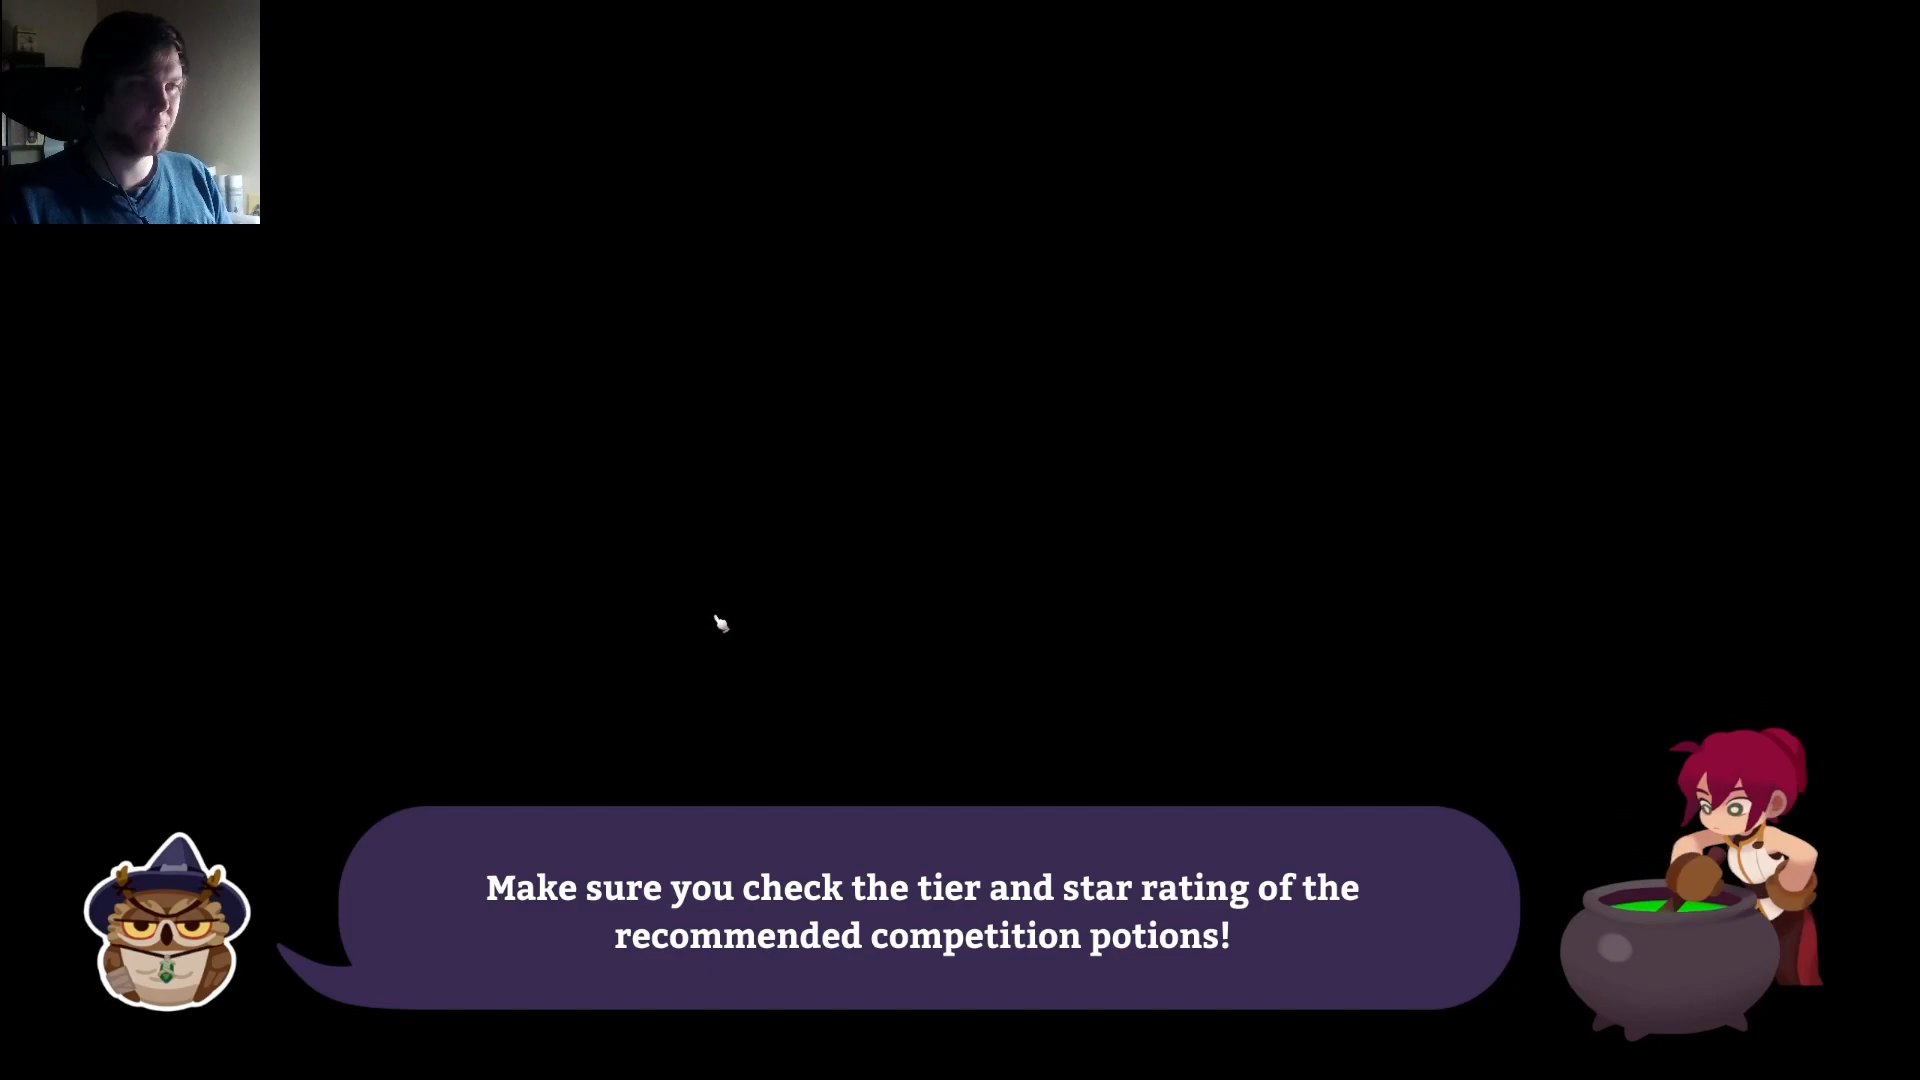 Make sure you check the tier and star rating of the
recommended competition potions!